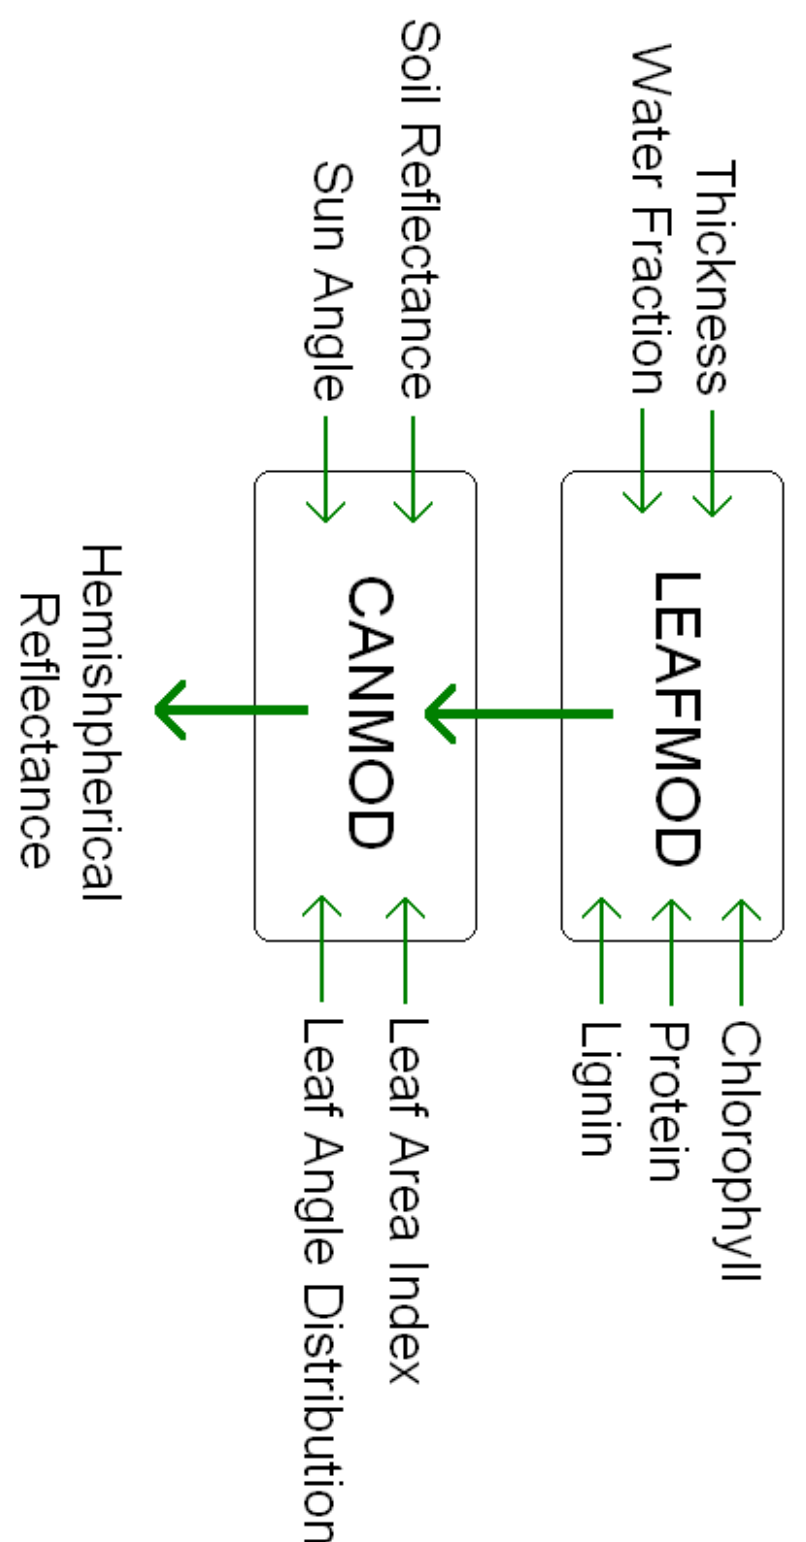 Thickness
Water Fraction
LEAFMOD
Chlorophyll
Protein
Lignin
Soil Reflectance
Sun Angle
CANMOD
Leaf Area Index
Leaf Angle Distribution
Hemishpherical
Reflectance